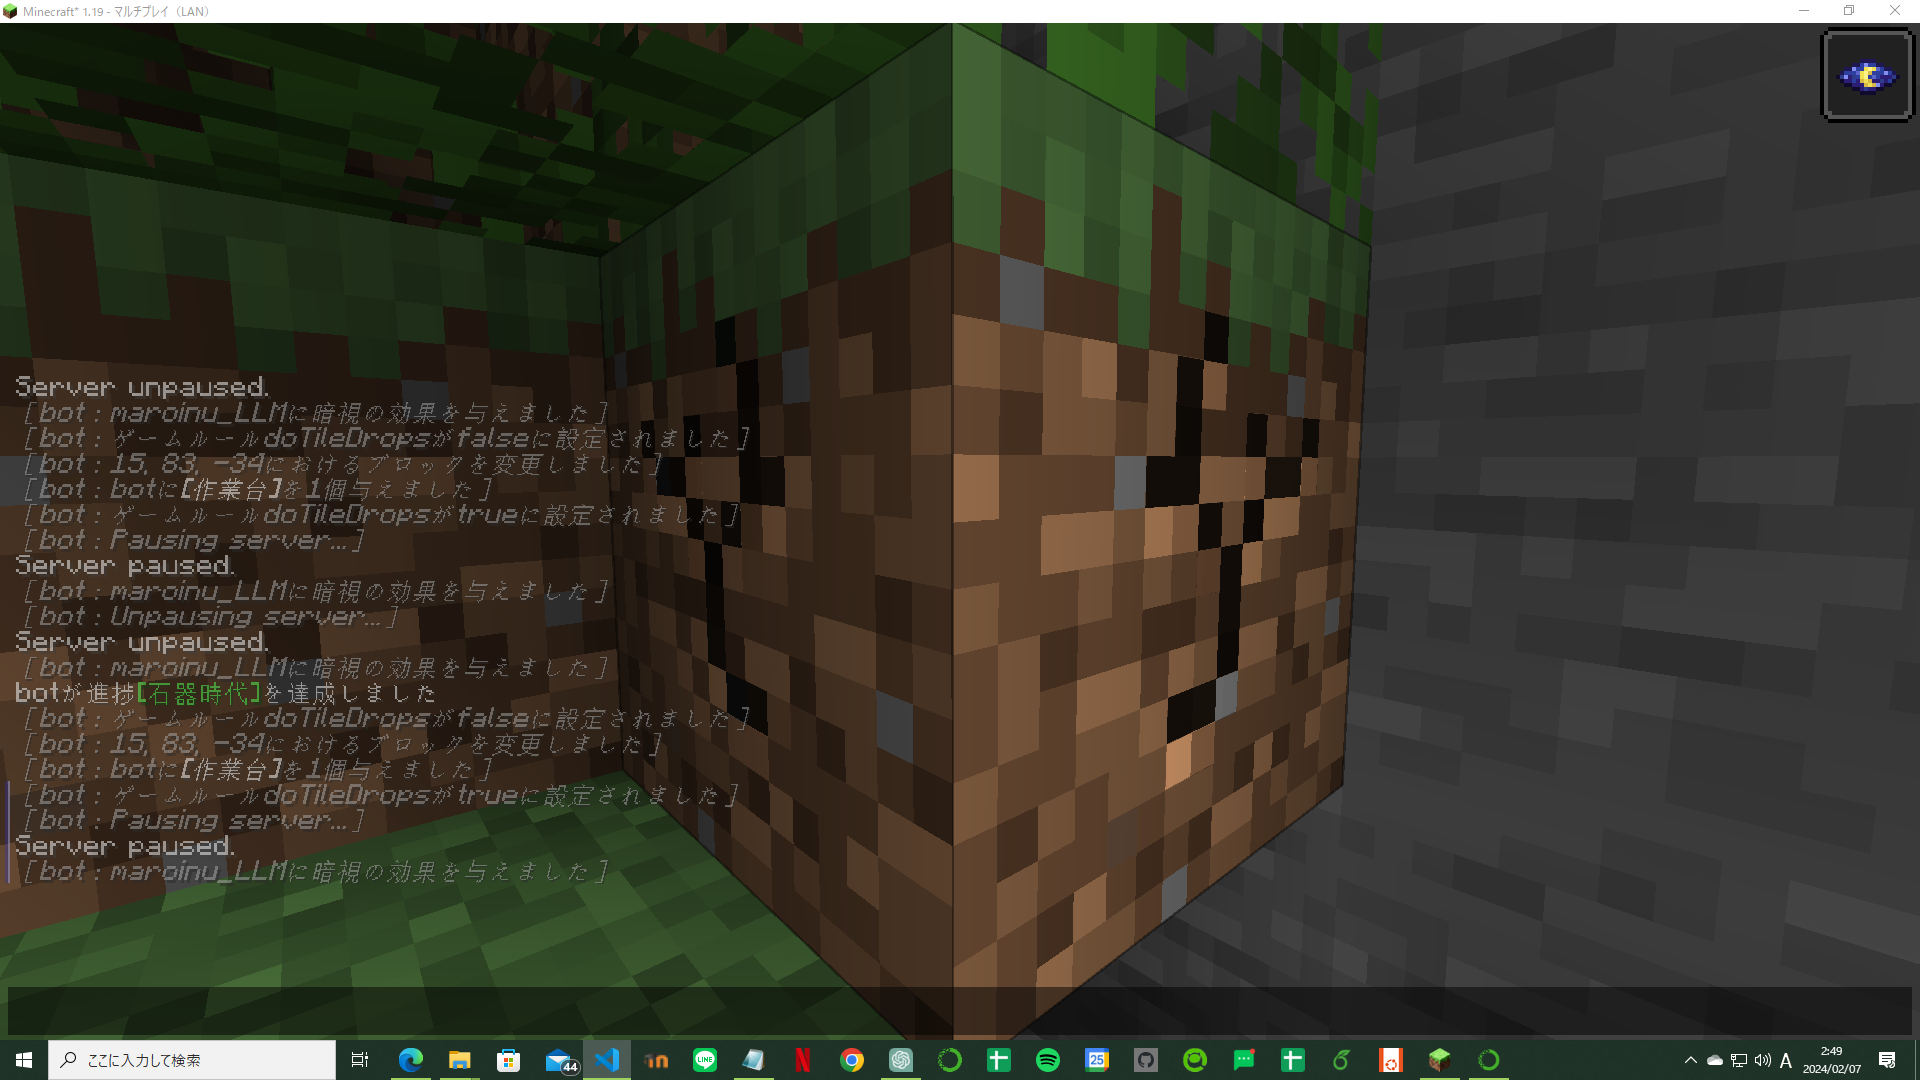 Minecraft* 1.19 - マルチプレイ（LAN）
Server unpaused.
[bot：maroinu_LLMに暗視の効果を与えました]
[bot：ゲームルールdoTileDropsがfalseに設定されました]
[bot：15, 83, -34におけるブロックを変更しました]
[bot：botに[作業台]を1個与えました]
[bot：ゲームルールdoTileDropsがtrueに設定されました]
[bot：Pausing server...]
Server paused.
[bot：maroinu_LLMに暗視の効果を与えました]
[bot：Unpausing server...]
Server unpaused.
[bot：maroinu_LLMに暗視の効果を与えました]
botが進捗[石器時代]を達成しました
[bot：ゲームルールdoTileDropsがfalseに設定されました]
[bot：15, 83, -34におけるブロックを変更しました]
[bot：botに[作業台]を1個与えました]
[bot：ゲームルールdoTileDropsがtrueに設定されました]
[bot：Pausing server...]
Server paused.
[bot：maroinu_LLMに暗視の効果を与えました]
ここに入力して検索
44
LINE
25
A
2:49
2024/02/07